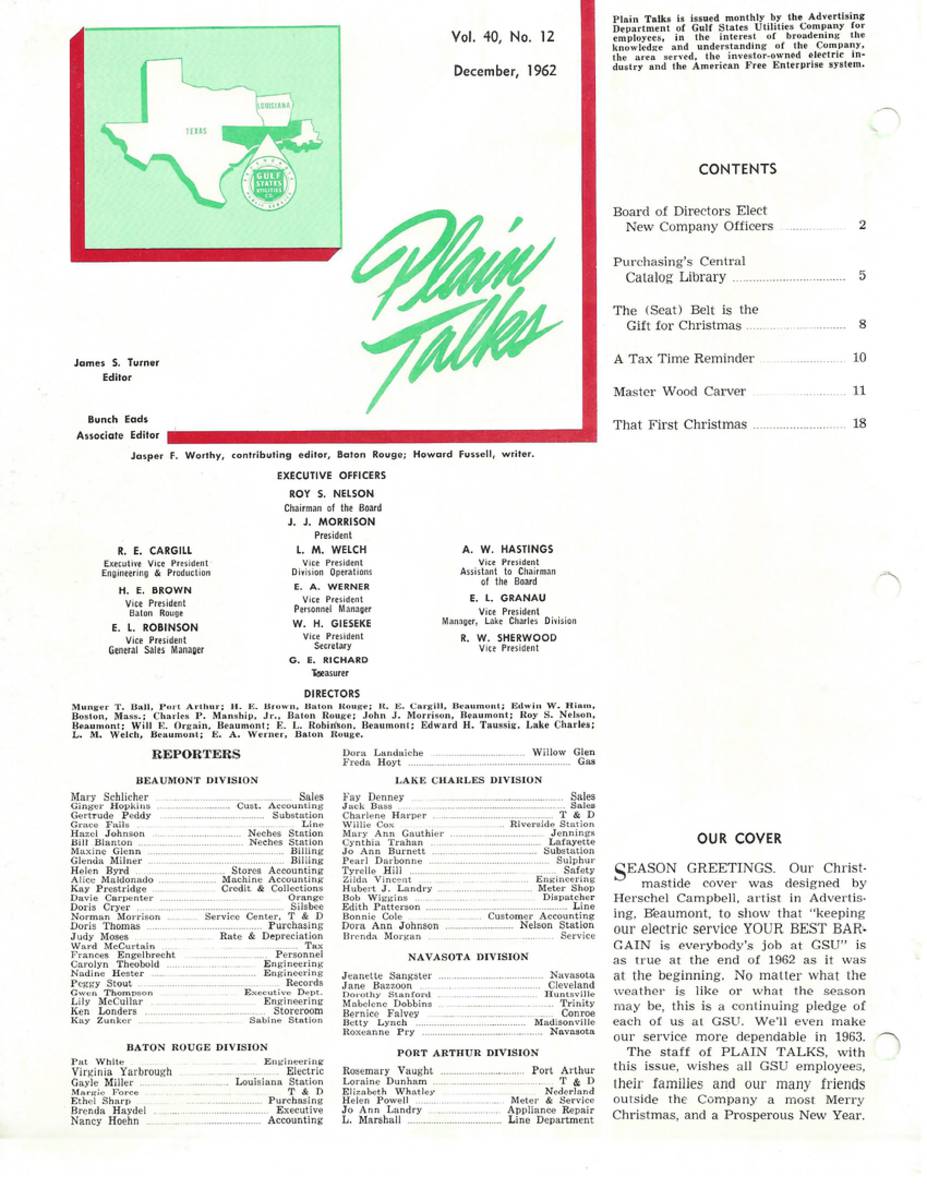 LOUISIANA
TEXAS
GULF
STATES
UTILITIES
CO.
Vol. 40, No. 12
December, 1962
Plain
Talks
James S. Turner
Editor
Bunch Eads
Associate Editor
Jasper F. Worthy, contributing editor, Baton Rouge; Howard Fussell, writer.
EXECUTIVE OFFICERS
ROY S. NELSON
Chairman of the Board
J. J. MORRISON
President
R. E. CARGILL
Executive Vice President
Engineering & Production
H. E. BROWN
Vice President
Baton Rouge
E. L. ROBINSON
Vice President
General Sales Manager
L. M. WELCH
Vice President
Division Operations
E. A. WERNER
Vice President
Personnel Manager
W. H. GIESEKE
Vice President
Secretary
G. E. RICHARD
Treasurer
A. W. HASTINGS
Vice President
Assistant to Chairman
of the Board
E. L. GRANAU
Vice President
Manager, Lake Charles Division
R. W. SHERWOOD
Vice President
DIRECTORS
Munger T. Ball, Port Arthur; H. E. Brown, Baton Rouge; R. E. Cargill, Beaumont; Edwin W. Hiam,
Boston, Mass.; Charles P. Manship, Jr., Baton Rouge; John J. Morrison, Beaumont; Roy S. Nelson,
Beaumont; Will E. Orgain, Beaumont; E. L. Robinson, Beaumont; Edward H. Taussig, Lake Charles;
L. M. Welch, Beaumont; E. A. Werner, Baton Rouge.
REPORTERS
BEAUMONT DIVISION
Mary Schlicher Sales
Ginger Hopkins Cust. Accounting
Gertrude Peddy Substation
Grace Fails Line
Hazel Johnson Neches Station
Bill Blanton Neches Station
Maxine Glenn Billing
Glenda Milner Billing
Helen Byrd Stores Accounting
Alice Maldonado Machine Accounting
Kay Prestridge Credit & Collections
Davie Carpenter Orange
Doris Cryer Silsbee
Norman Morrison Service Center, T & D
Doris Thomas Purchasing
Judy Moses Rate & Depreciation
Ward McCurtain Tax
Frances Engelbrecht Personnel
Carolyn Theobold Engineering
Nadine Hester Engineering
Peggy Stout Records
Gwen Thompson Executive Dept.
Lily McCullar Engineering
Ken Londers Storeroom
Kay Zunker Sabine Station
BATON ROUGE DIVISION
Pat White Engineering
Virginia Yarbrough Electric
Gayle Miller Louisiana Station
Margie Force T & D
Ethel Sharp Purchasing
Brenda Haydel Executive
Nancy Hoehn Accounting
Dora Landaiche Willow Glen
Freda Hoyt Gas
LAKE CHARLES DIVISION
Fay Denney Sales
Jack Bass Sales
Charlene Harper T & D
Willie Cox Riverside Station
Mary Ann Gauthier Jennings
Cynthia Trahan Lafayette
Jo Ann Burnett Substation
Pearl Darbonne Sulphur
Tyrelle Hill Safety
Zilda Vincent Engineering
Hubert J. Landry Meter Shop
Bob Wiggins Dispatcher
Edith Patterson Line
Bonnie Cole Customer Accounting
Dora Ann Johnson Nelson Station
Brenda Morgan Service
NAVASOTA DIVISION
Jeanette Sangster Navasota
Jane Bazzoon Cleveland
Dorothy Stanford Huntsville
Mabelene Dobbins Trinity
Bernice Falvey Conroe
Betty Lynch Madisonville
Roxeanne Pry Navasota
PORT ARTHUR DIVISION
Rosemary Vaught Port Arthur
Loraine Dunham T & D
Elizabeth Whatley Nederland
Helen Powell Meter & Service
Jo Ann Landry Appliance Repair
L. Marshall Line Department
Plain Talks is issued monthly by the Advertising
Department of Gulf States Utilities Company for
employees, in the interest of broadening the
knowledge and understanding of the Company,
the area served, the investor-owned electric in-
dustry and the American Free Enterprise system.
CONTENTS
Board of Directors Elect
New Company Officers 2
Purchasing's Central
Catalog Library 5
The (Seat) Belt is the
Gift for Christmas 8
A Tax Time Reminder 10
Master Wood Carver 11
That First Christmas 18
OUR COVER
SEASON GREETINGS. Our Christ-
mastide cover was designed by
Herschel Campbell, artist in Advertis-
ing, Beaumont, to show that "keeping
our electric service YOUR BEST BAR-
GAIN is everybody's job at GSU" is
as true at the end of 1962 as it was
at the beginning. No matter what the
weather is like or what the season
may be, this is a continuing pledge of
each of us at GSU. We'll even make
our service more dependable in 1963.
The staff of PLAIN TALKS, with
this issue, wishes all GSU employees,
their families and our many friends
outside the Company a most Merry
Christmas, and a Prosperous New Year.